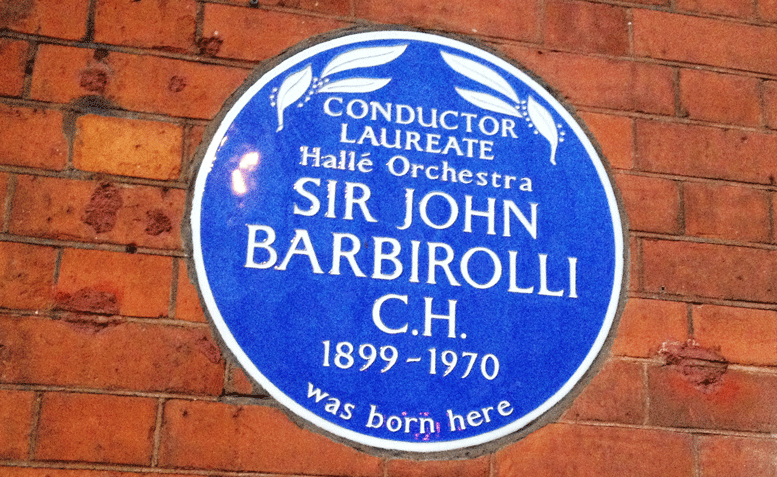 CONDUCTOR
LAUREATE
Hallé Orchestra
SIR JOHN
BARBIROLLI
C.H.
1899-1970
was born here